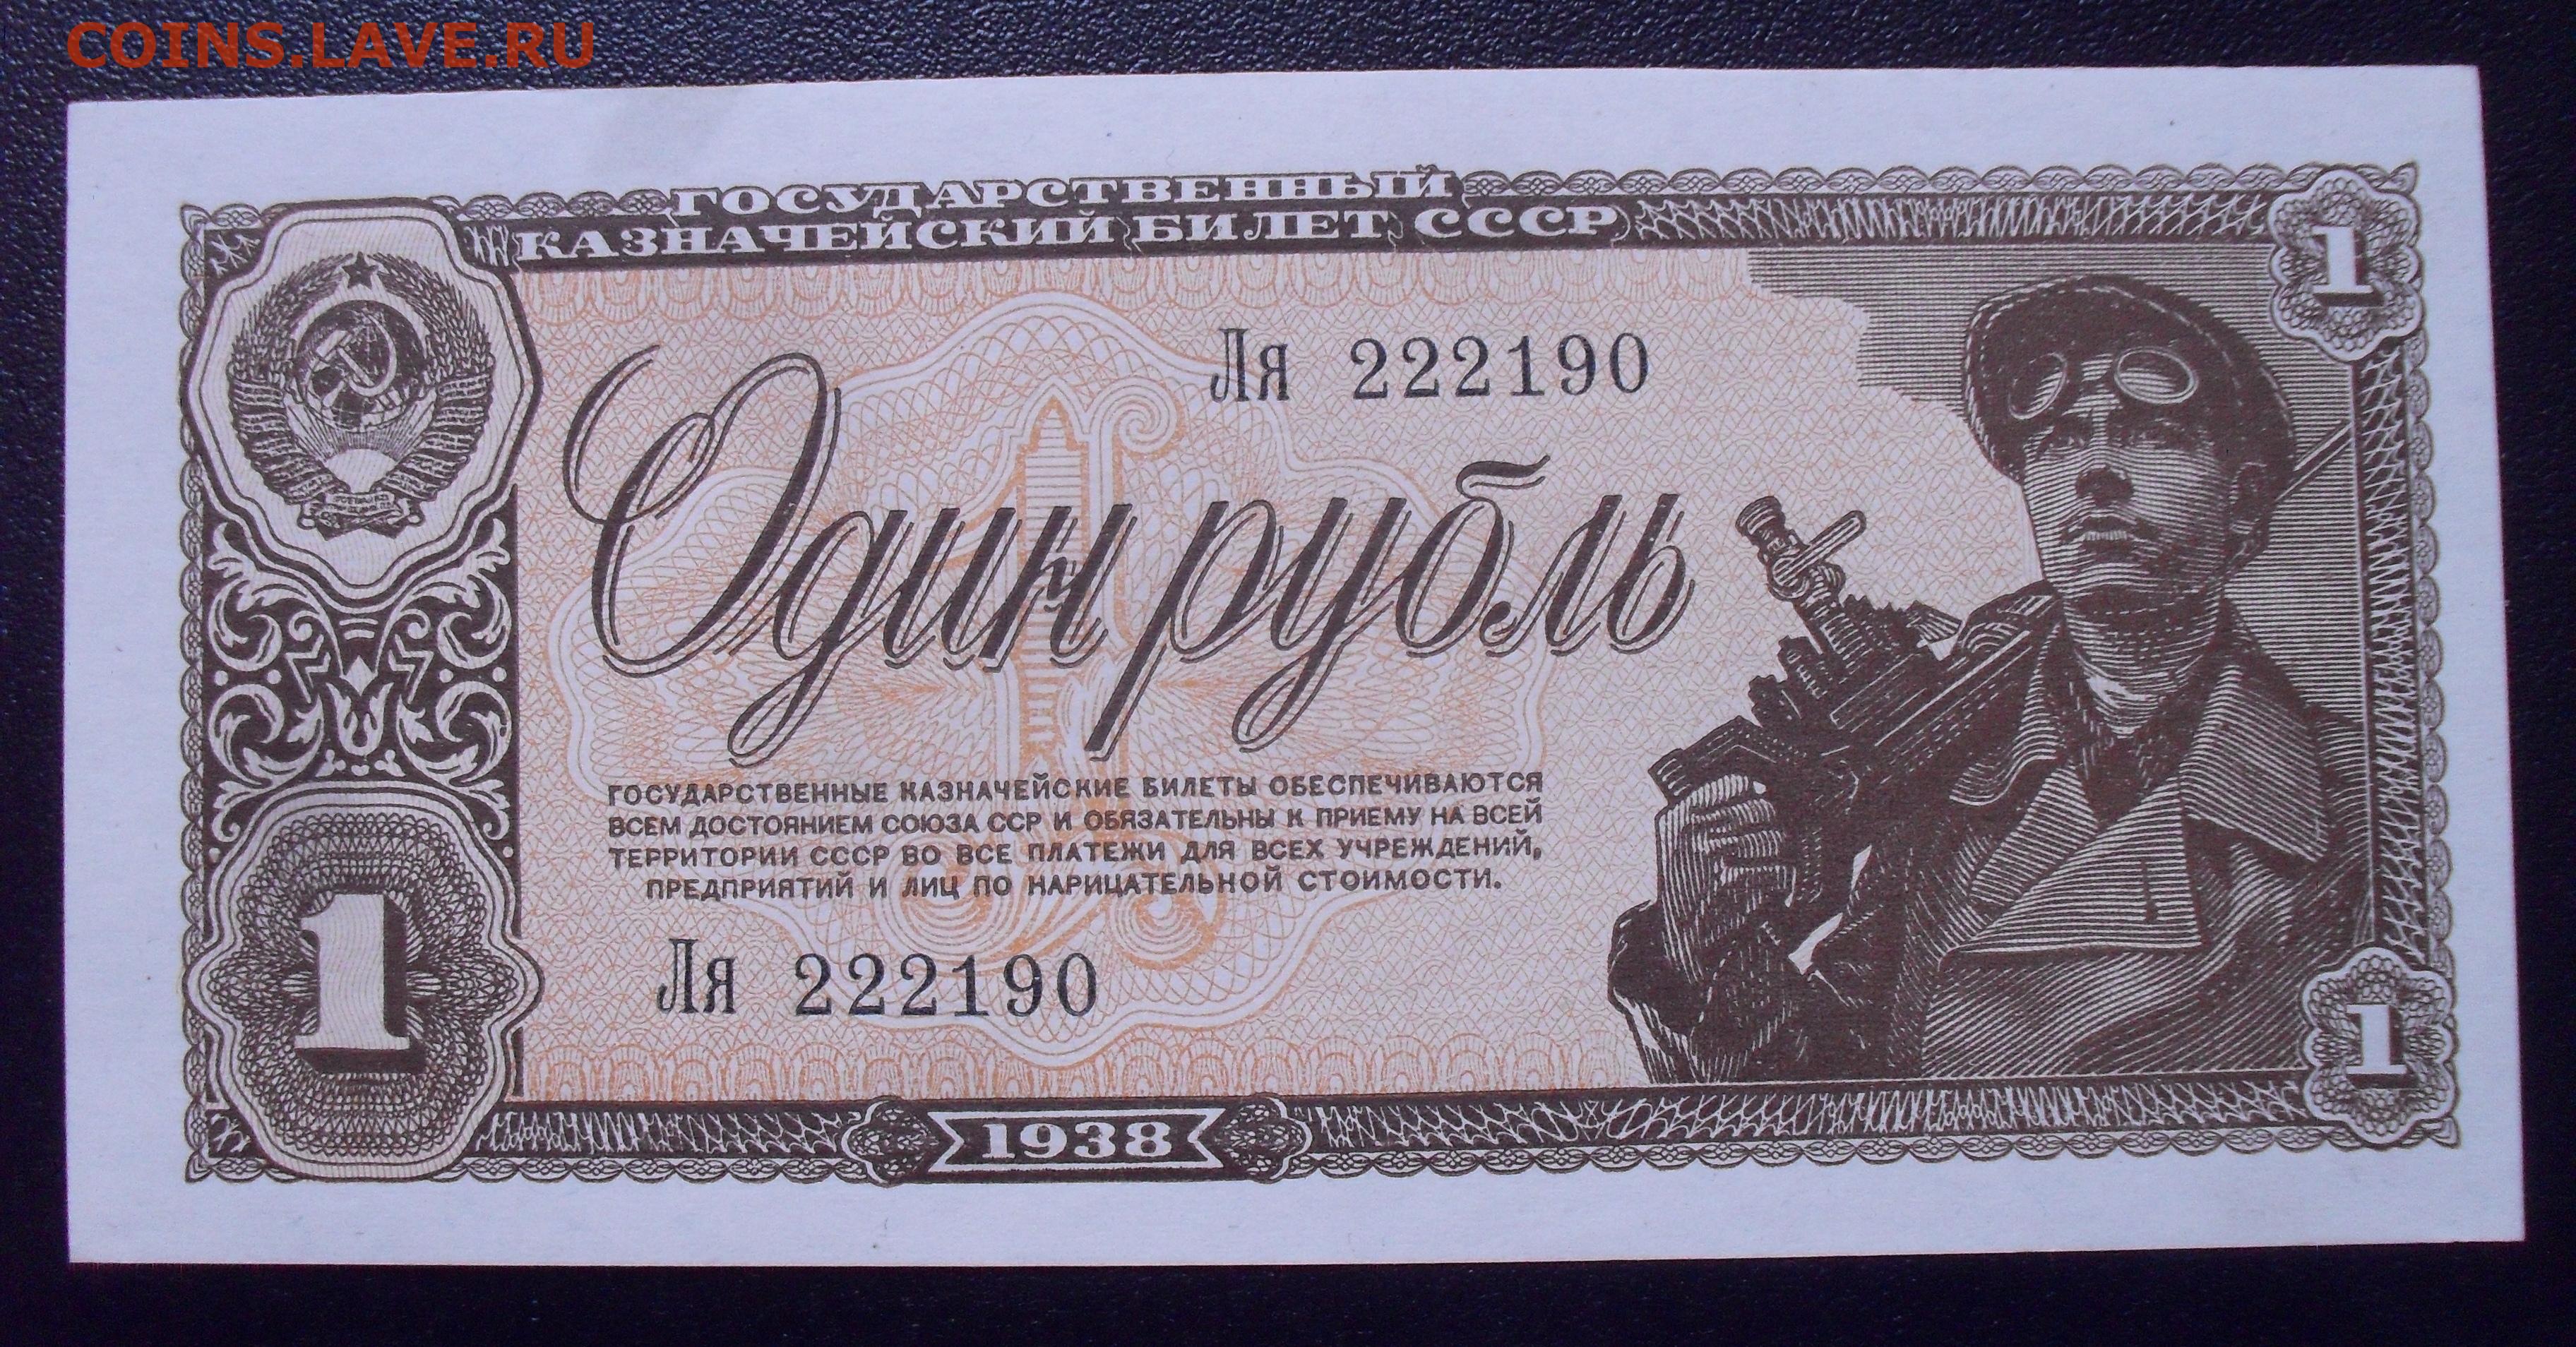 COINS.LAVE.RU
ГОСУДАРСТВЕННЫЙ
КАЗНАЧЕЙСКИЙ БИЛЕТ СССР
1
Ля 222190
Один рубль
ГОСУДАРСТВЕННЫЕ КАЗНАЧЕЙСКИЕ БИЛЕТЫ ОБЕСПЕЧИВАЮТСЯ
ВСЕМ ДОСТОЯНИЕМ СОЮЗА ССР И ОБЯЗАТЕЛЬНЫ К ПРИЕМУ НА ВСЕЙ
ТЕРРИТОРИИ СССР ВО ВСЕ ПЛАТЕЖИ ДЛЯ ВСЕХ УЧРЕЖДЕНИЙ,
ПРЕДПРИЯТИЙ И ЛИЦ ПО НАРИЦАТЕЛЬНОЙ СТОИМОСТИ.
Ля 222190
1
1
1
1938